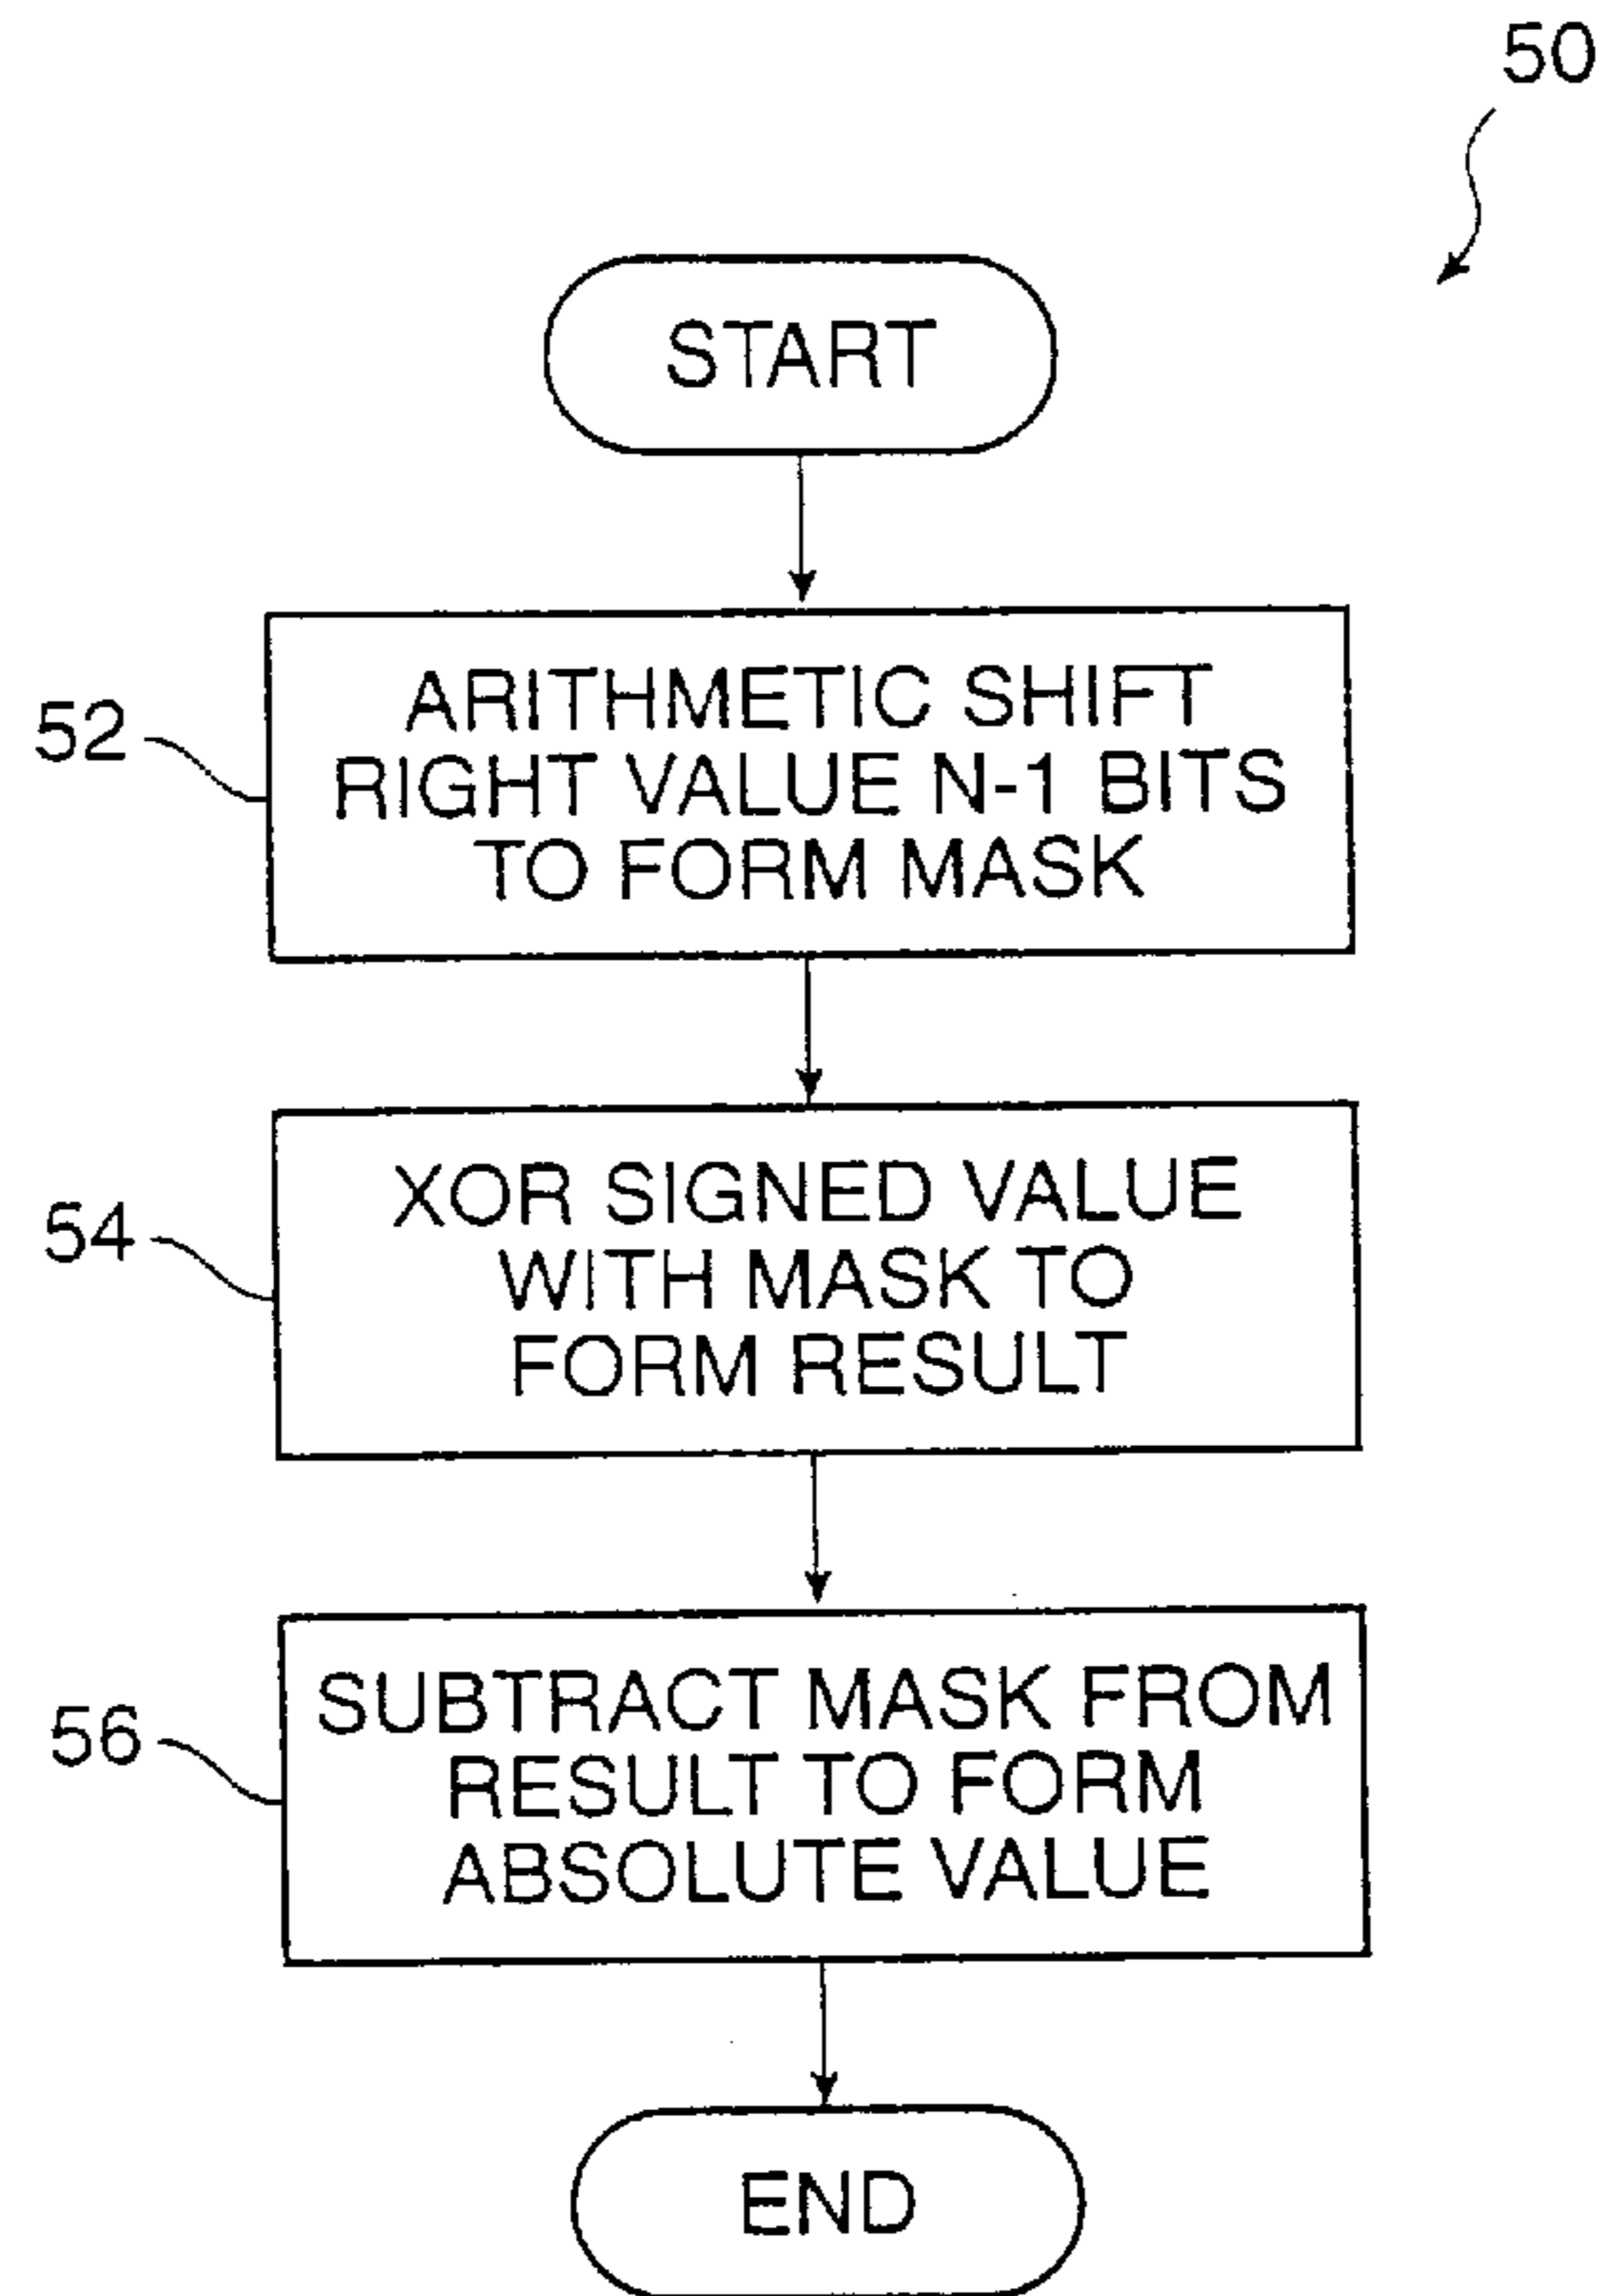 50
START
52
ARITHMETIC SHIFT
RIGHT VALUE N-1 BITS
TO FORM MASK
54
XOR SIGNED VALUE
WITH MASK TO
FORM RESULT
56
SUBTRACT MASK FROM
RESULT TO FORM
ABSOLUTE VALUE
END